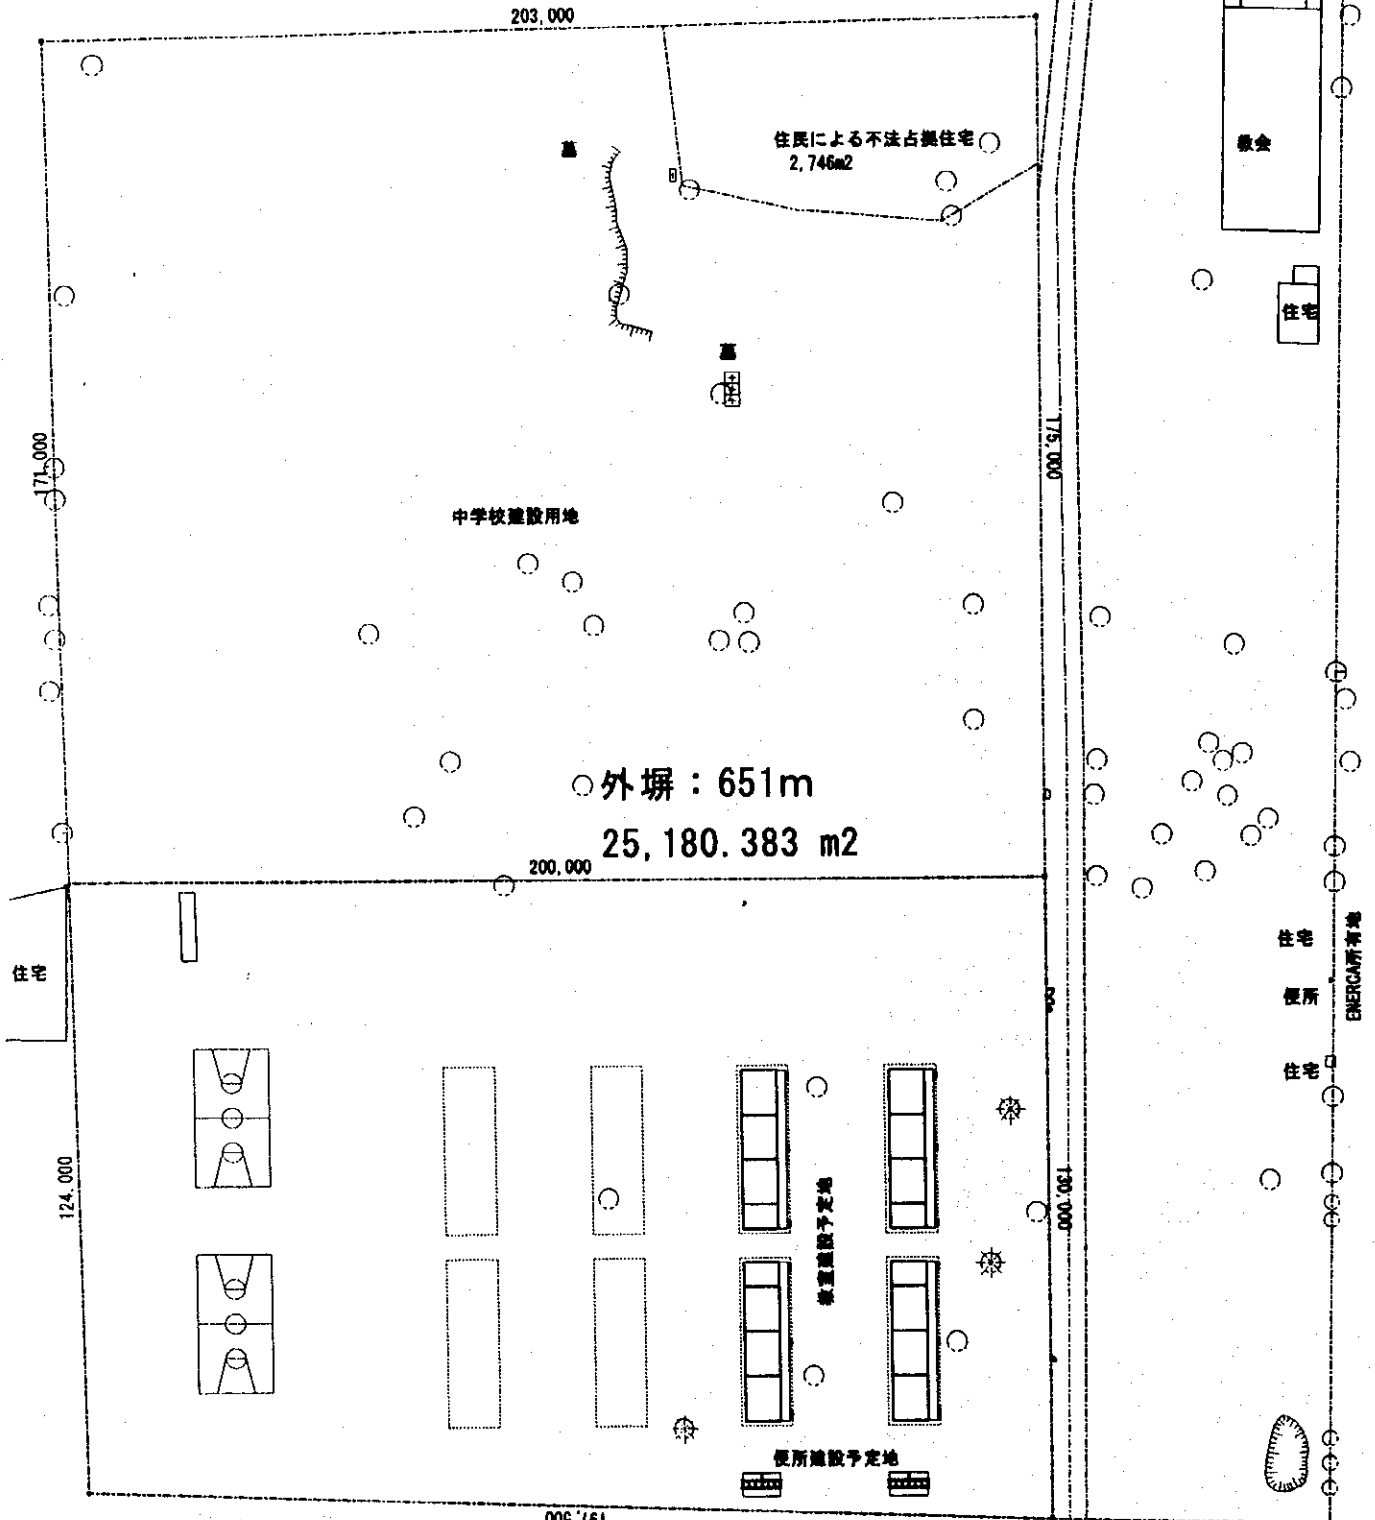 203,000
住民による不法占拠住宅
2,746m2
墓
教会
住宅
墓
171,000
175,000
中学校建設用地
外塀：651m
25,180.383 m2
200,000
住宅
住宅
便所
ENERCA所有地
住宅
124,000
130,000
教室建設予定地
便所建設予定地